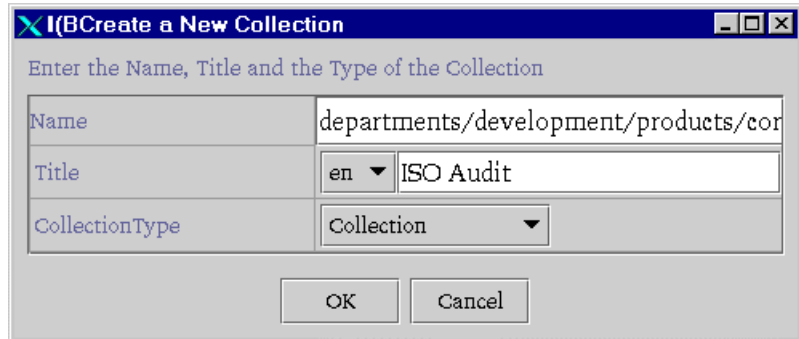 I(BCreate a New Collection
Enter the Name, Title and the Type of the Collection
Name departments/development/products/cor
Title en ISO Audit
CollectionType Collection
OK Cancel